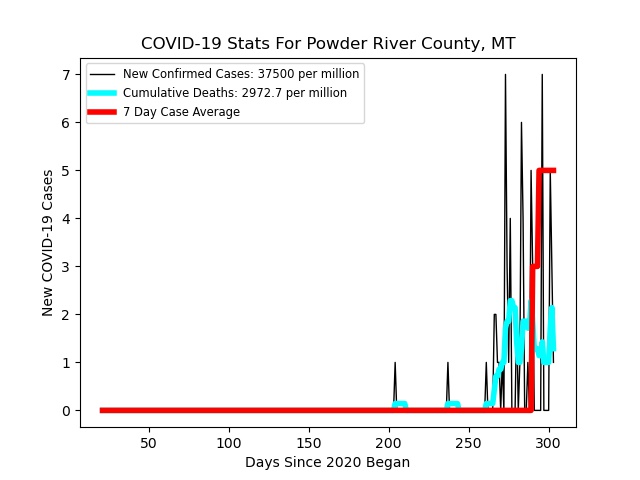 COVID-19 Stats For Powder River County, MT
New Confirmed Cases: 37500 per million
Cumulative Deaths: 2972.7 per million
7 Day Case Average
New COVID-19 Cases
7
6
5
4
3
2
1
0
50 100 150 200 250 300
Days Since 2020 Began